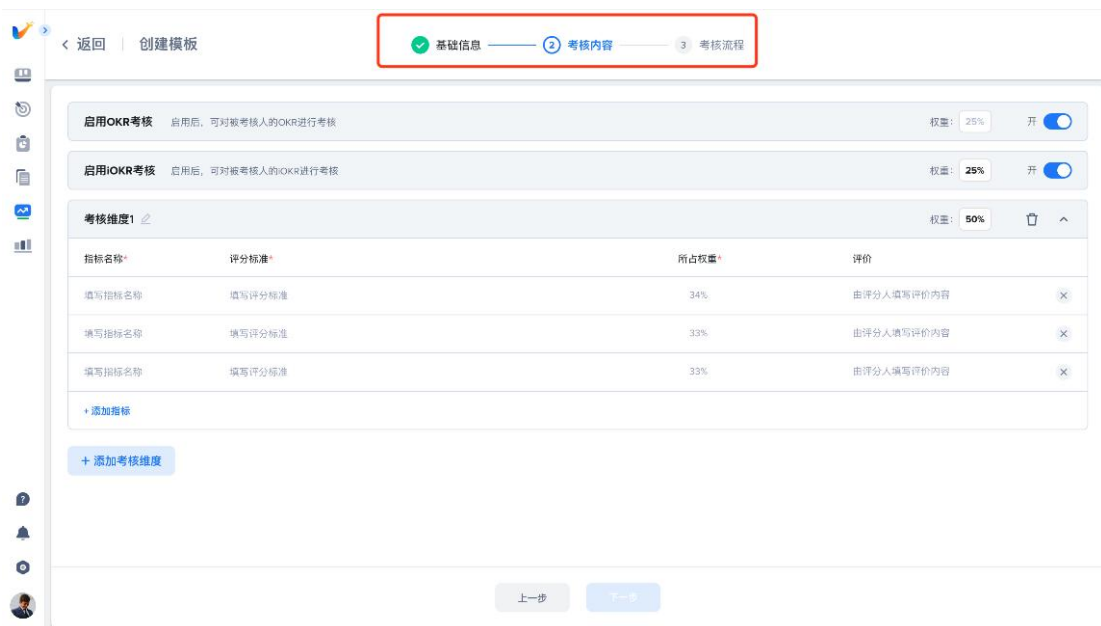 返回 创建模板 基础信息 2 考核内容 3 考核流程
启用OKR考核 启用后，可对被考核人的OKR进行考核 权重： 25% 开
启用iOKR考核 启用后，可对被考核人的iOKR进行考核 权重： 25% 开
考核维度1 权重： 50%
指标名称* 评分标准* 所占权重* 评价
填写指标名称 填写评分标准 34% 由评分人填写评价内容
填写指标名称 填写评分标准 33% 由评分人填写评价内容
填写指标名称 填写评分标准 33% 由评分人填写评价内容
+ 添加指标
+ 添加考核维度
上一步 下一步